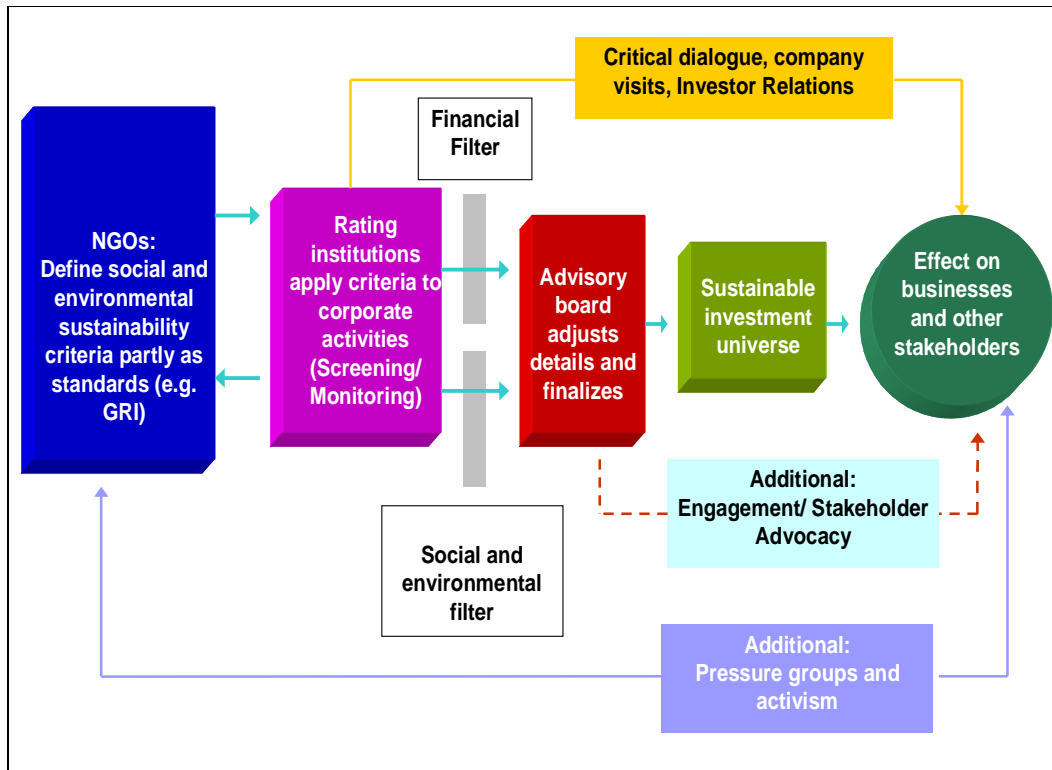 Critical dialogue, company
visits, Investor Relations
Financial
Filter
NGOs:
Define social and
environmental
sustainability
criteria partly as
standards (e.g.
GRI)
Rating
institutions
apply criteria to
corporate
activities
(Screening/
Monitoring)
Advisory
board
adjusts
details and
finalizes
Sustainable
investment
universe
Effect on
businesses
and other
stakeholders
Social and
environmental
filter
Additional:
Engagement/ Stakeholder
Advocacy
Additional:
Pressure groups and
activism